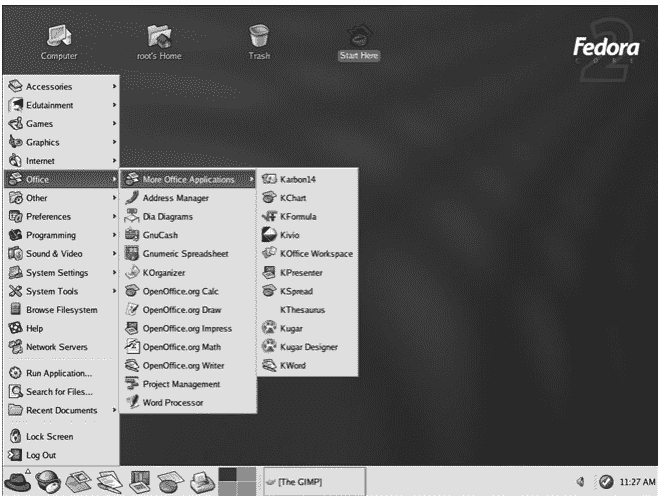 Computer
root's Home
Trash
Start Here
Fedora
CORE
2
Accessories
Edutainment
Games
Graphics
Internet
Office
Other
Preferences
Programming
Sound & Video
System Settings
System Tools
Browse Filesystem
Help
Network Servers
Run Application...
Search for Files...
Recent Documents
Lock Screen
Log Out
More Office Applications
Address Manager
Dia Diagrams
GnuCash
Gnumeric Spreadsheet
KOrganizer
OpenOffice.org Calc
OpenOffice.org Draw
OpenOffice.org Impress
OpenOffice.org Math
OpenOffice.org Writer
Project Management
Word Processor
Karbon14
KChart
KFormula
Kivio
KOffice Workspace
KPresenter
KSpread
KThesaurus
Kugar
Kugar Designer
KWord
[The GIMP]
11:27 AM